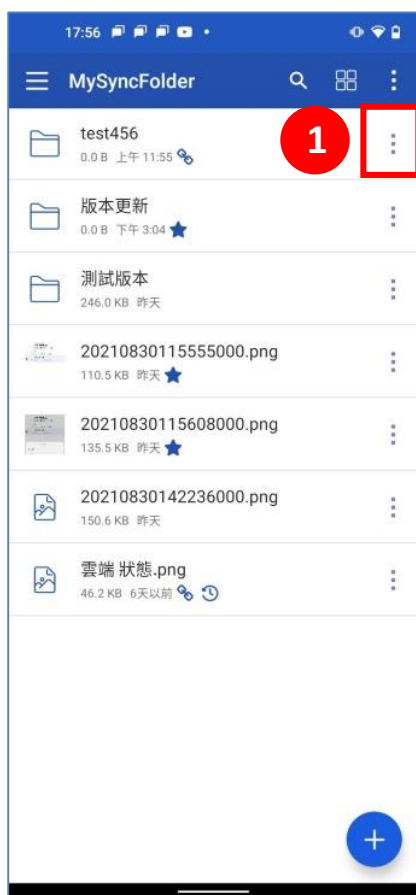 17:56
MySyncFolder
test456
1
0.0 B 上午 11:55
版本更新
0.0 B 下午 3:04
測試版本
246.0 KB 昨天
20210830115555000.png
110.5 KB 昨天
20210830115608000.png
135.5 KB 昨天
20210830142236000.png
150.6 KB 昨天
雲端 狀態.png
46.2 KB 6天以前